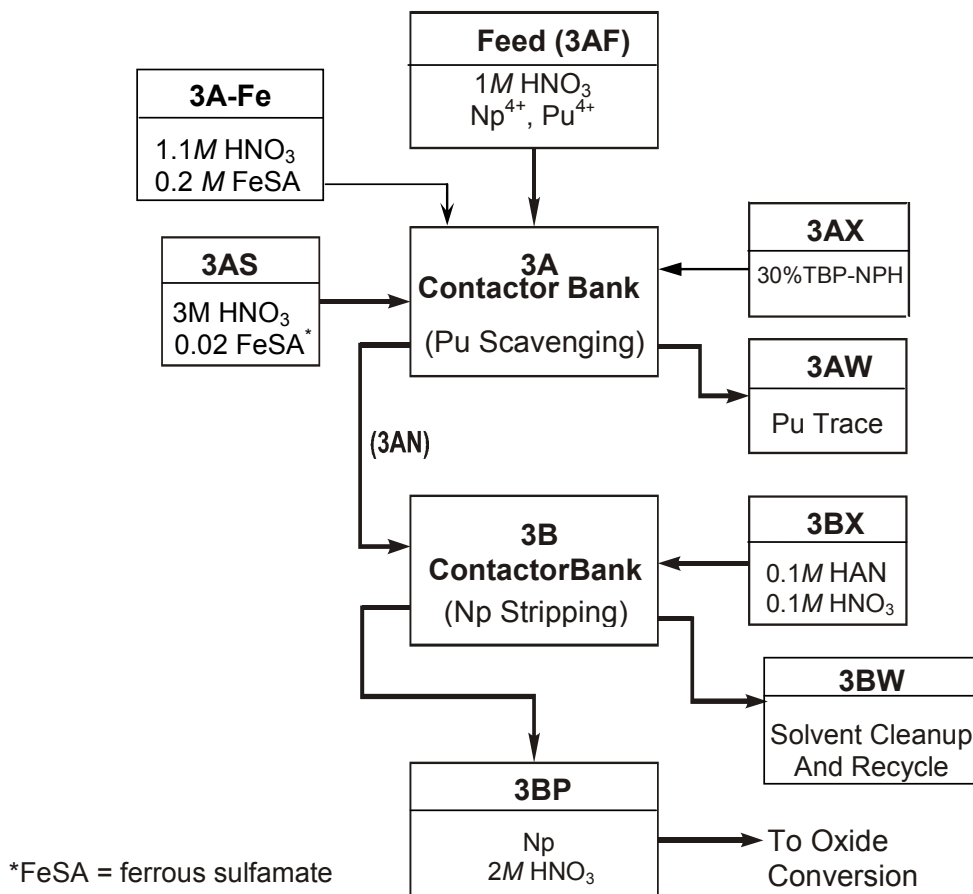 Feed (3AF)
1M HNO₃
Np⁴⁺, Pu⁴⁺
3A-Fe
1.1M HNO₃
0.2 M FeSA
3AS
3M HNO₃
0.02 FeSA*
3A
Contactor Bank
(Pu Scavenging)
3AX
30%TBP-NPH
3AW
Pu Trace
(3AN)
3B
ContactorBank
(Np Stripping)
3BX
0.1M HAN
0.1M HNO₃
3BW
Solvent Cleanup
And Recycle
3BP
Np
2M HNO₃
To Oxide
Conversion
*FeSA = ferrous sulfamate